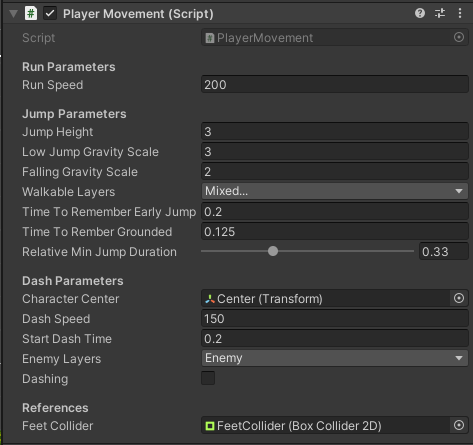 Player Movement (Script)
Script PlayerMovement
Run Parameters
Run Speed 200
Jump Parameters
Jump Height 3
Low Jump Gravity Scale 3
Falling Gravity Scale 2
Walkable Layers Mixed...
Time To Remember Early Jump 0.2
Time To Rember Grounded 0.125
Relative Min Jump Duration 0.33
Dash Parameters
Character Center Center (Transform)
Dash Speed 150
Start Dash Time 0.2
Enemy Layers Enemy
Dashing
References
Feet Collider FeetCollider (Box Collider 2D)